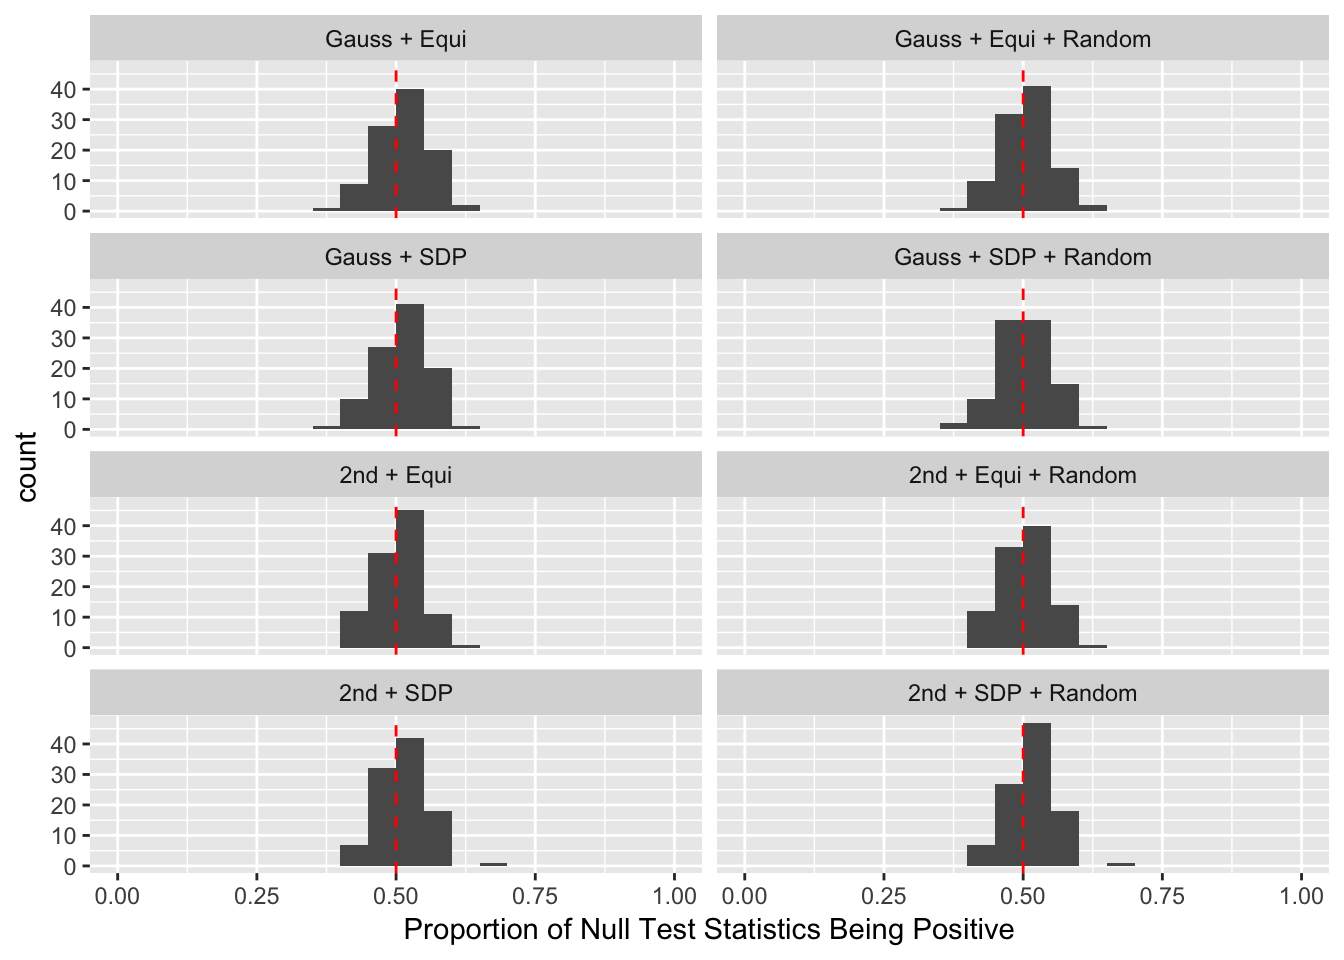 Gauss + Equi
Gauss + Equi + Random
40
30
20
10
0
Gauss + SDP
Gauss + SDP + Random
40
30
20
10
0
2nd + Equi
2nd + Equi + Random
40
30
20
10
0
2nd + SDP
2nd + SDP + Random
40
30
20
10
0
count
0.00 0.25 0.50 0.75 1.00 0.00 0.25 0.50 0.75 1.00
Proportion of Null Test Statistics Being Positive